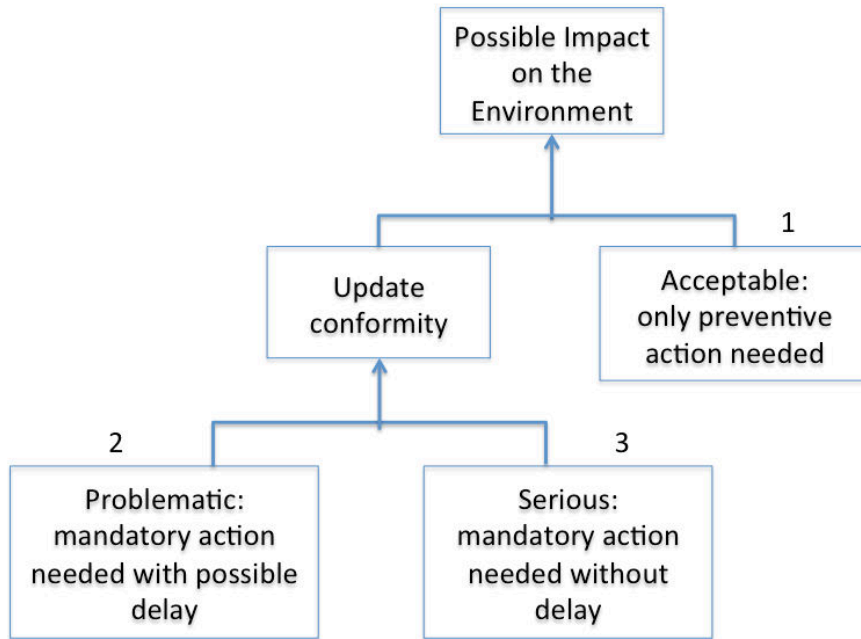 Possible Impact
on the
Environment
1
Update
conformity
Acceptable:
only preventive
action needed
2
3
Problematic:
mandatory action
needed with possible
delay
Serious:
mandatory action
needed without
delay